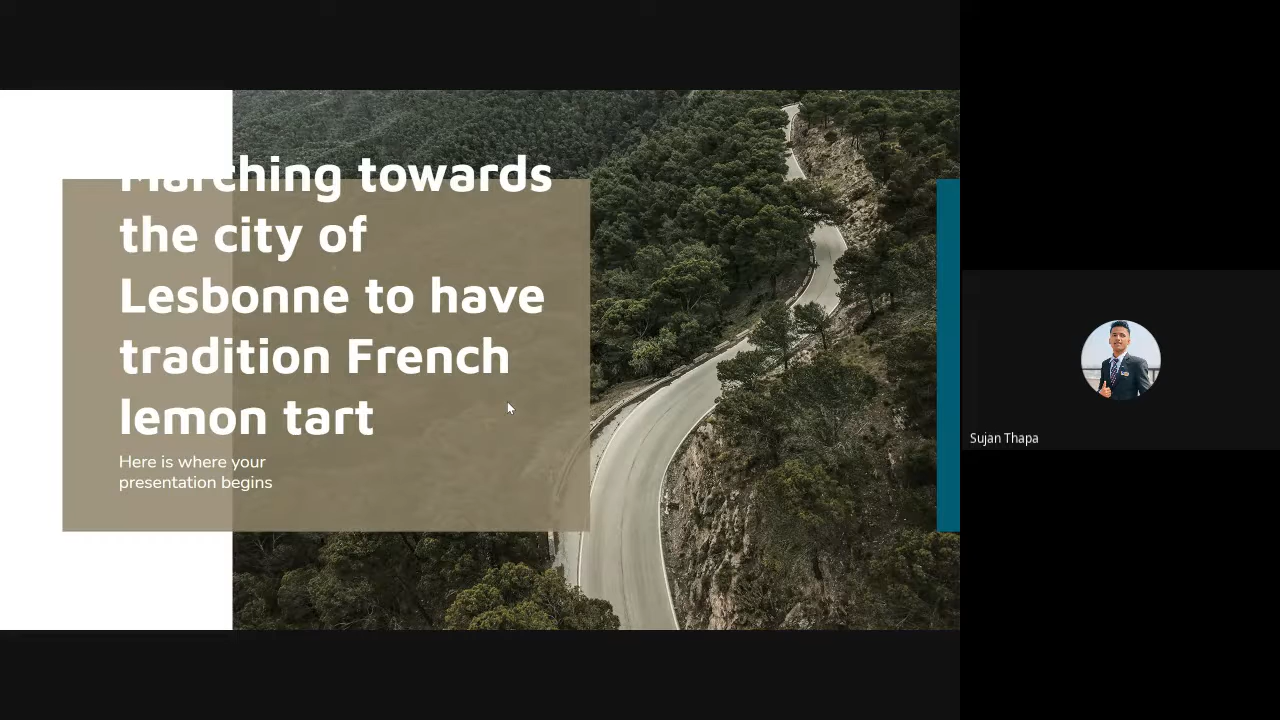 Marching towards
the city of
Lesbonne to have
tradition French
lemon tart
Here is where your
presentation begins
Sujan Thapa